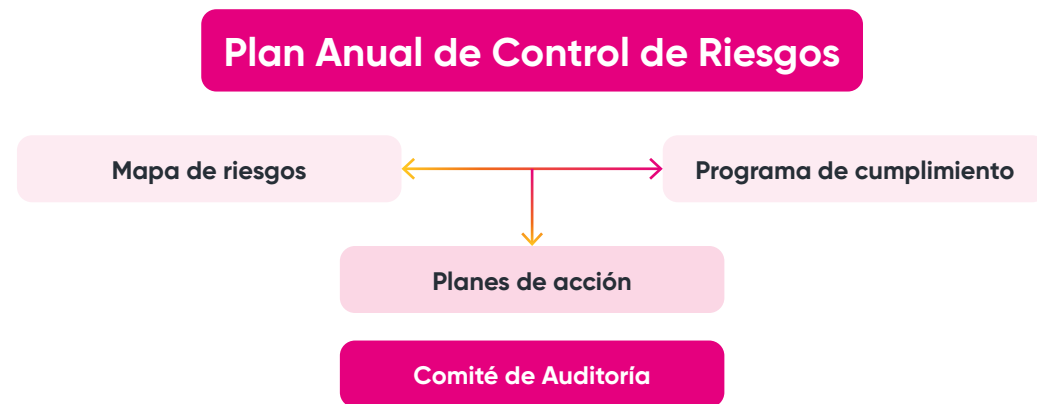 Plan Anual de Control de Riesgos
Mapa de riesgos
Programa de cumplimiento
Planes de acción
Comité de Auditoría